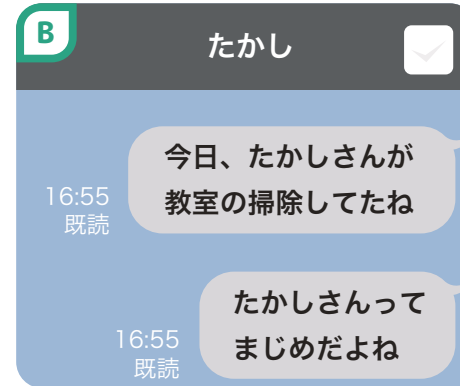 B
たかし
今日、たかしさんが
教室の掃除してたね
16:55
既読
たかしさんって
まじめだよね
16:55
既読